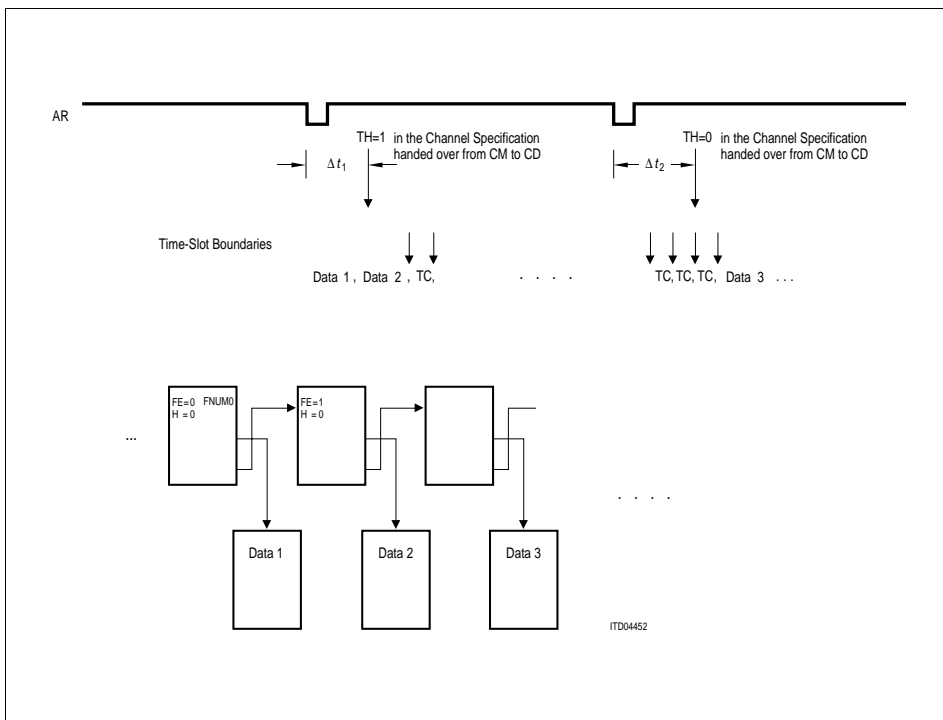 AR
TH=1 in the Channel Specification
handed over from CM to CD
TH=0 in the Channel Specification
handed over from CM to CD
Δt1
Δt2
Time-Slot Boundaries
Data 1 , Data 2 , TC, . . . . TC, TC, TC, Data 3 . . .
FE=0 FNUM0
H = 0
FE=1
H = 0
...
. . . .
Data 1
Data 2
Data 3
ITD04452